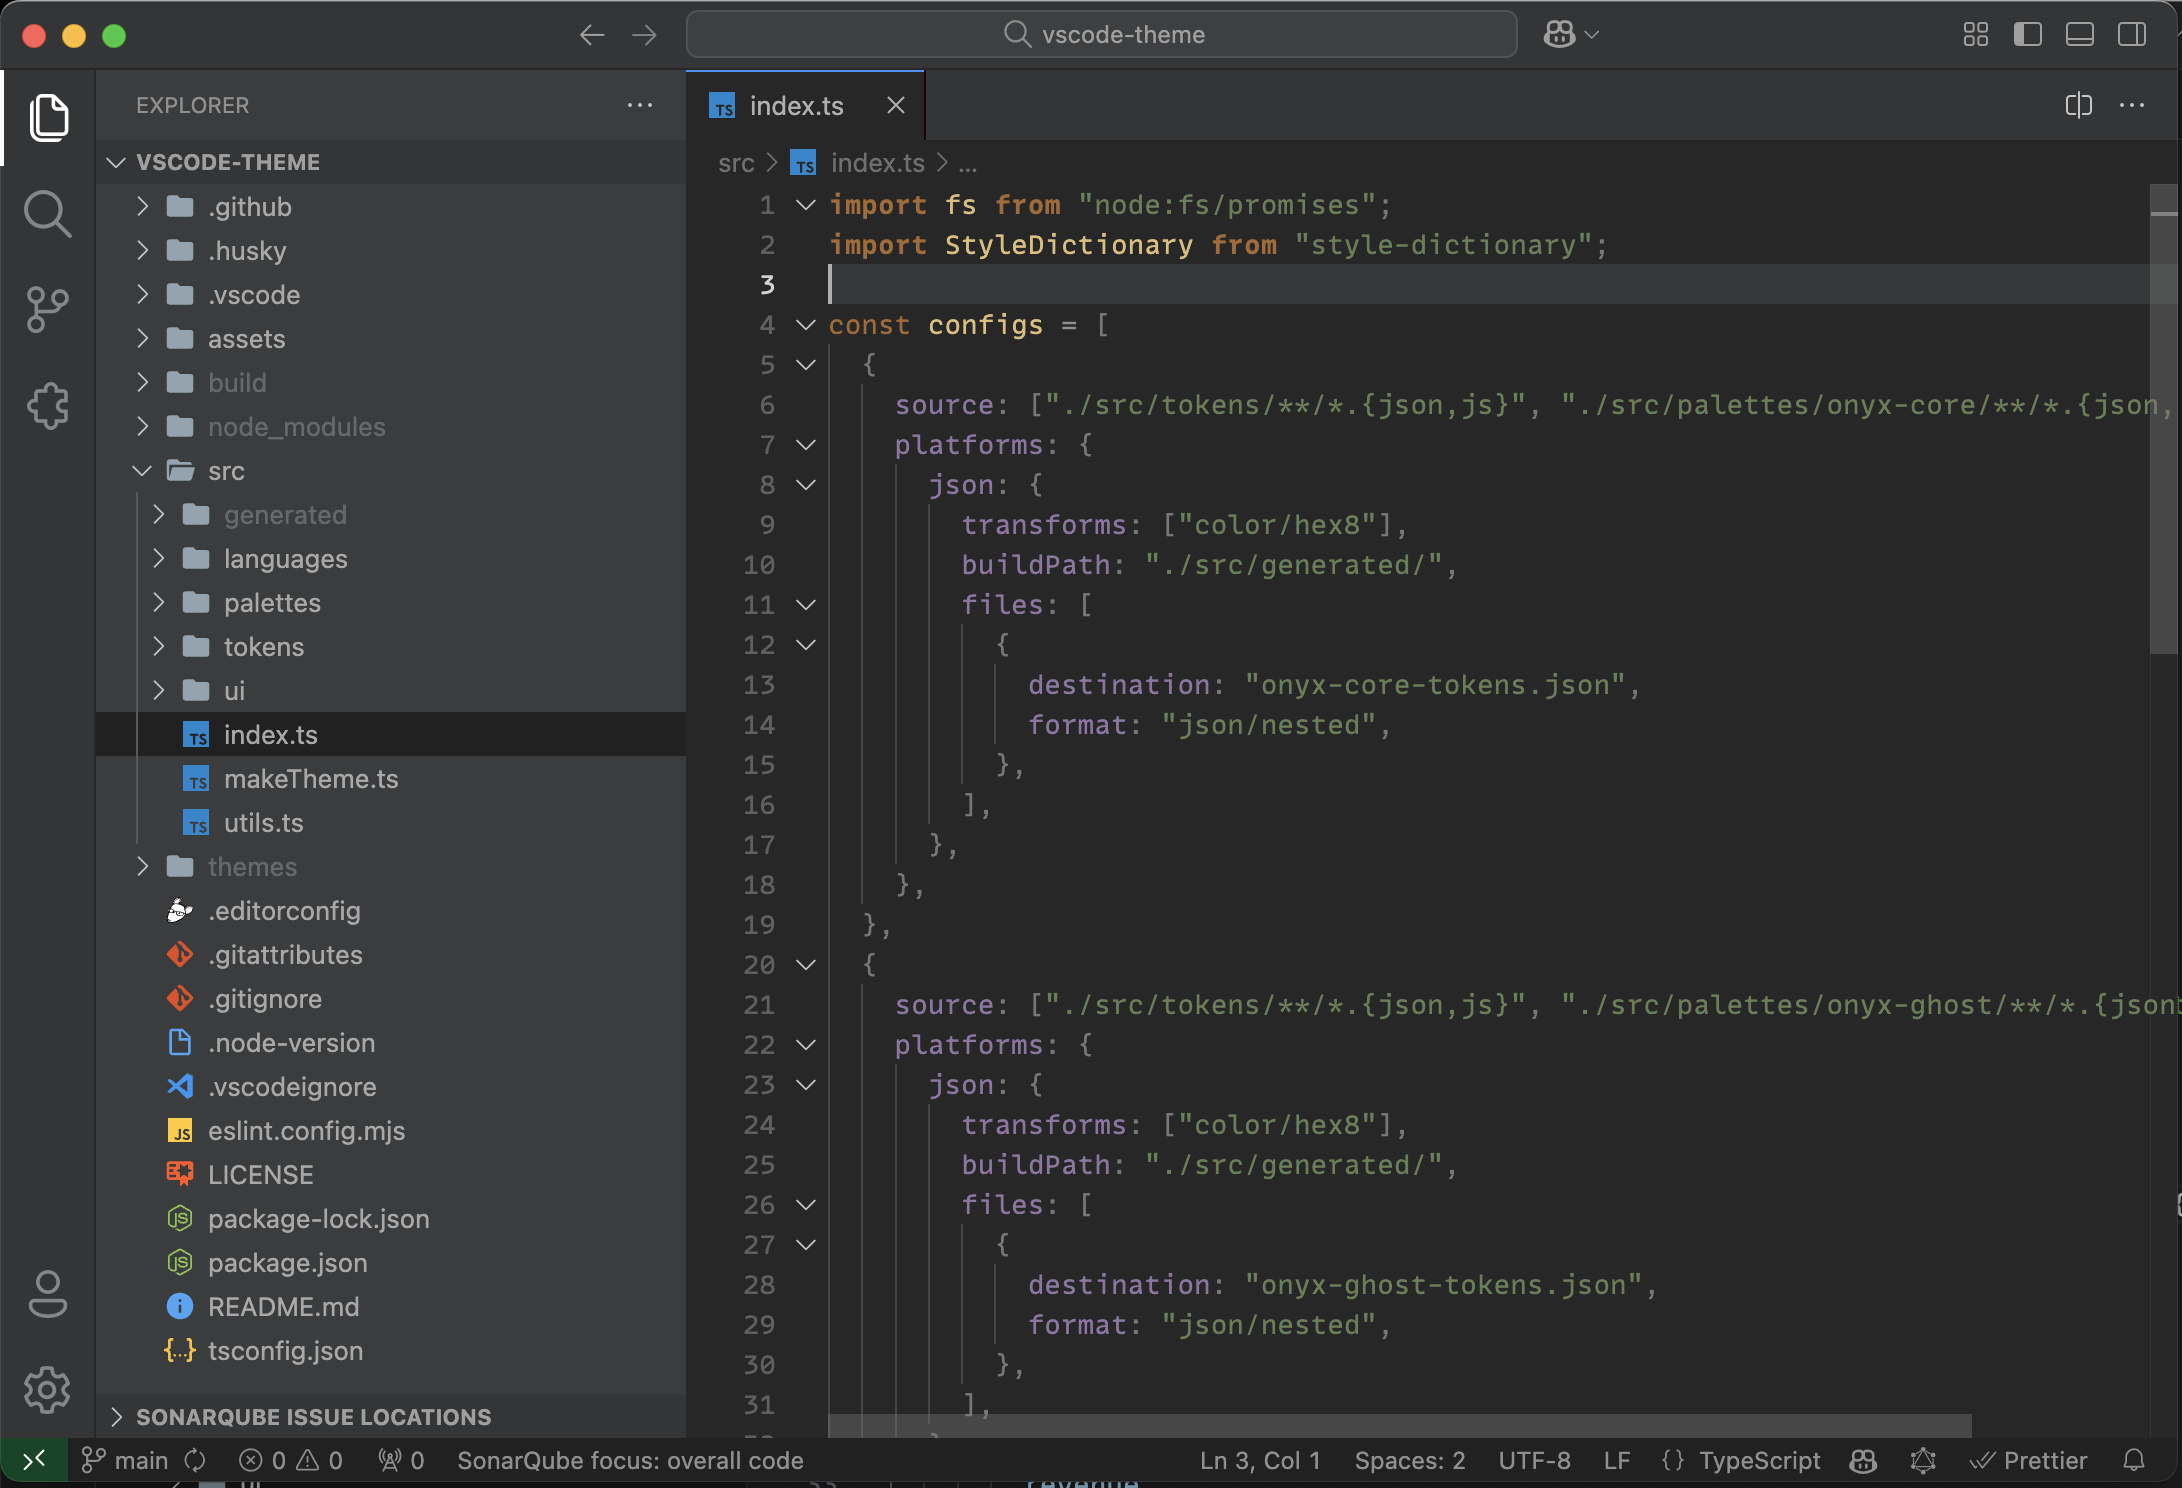 vscode-theme
EXPLORER
VSCODE-THEME
.github
.husky
.vscode
assets
build
node_modules
src
generated
languages
palettes
tokens
ui
TS index.ts
TS makeTheme.ts
TS utils.ts
themes
.editorconfig
.gitattributes
.gitignore
.node-version
.vscodeignore
JS eslint.config.mjs
LICENSE
JS package-lock.json
JS package.json
README.md
{...} tsconfig.json
SONARQUBE ISSUE LOCATIONS
TS index.ts
src > TS index.ts > ...
1 import fs from "node:fs/promises";
2 import StyleDictionary from "style-dictionary";
3
4 const configs = [
5 {
6 source: ["./src/tokens/**/*.{json,js}", "./src/palettes/onyx-core/**/*.{json,
7 platforms: {
8 json: {
9 transforms: ["color/hex8"],
10 buildPath: "./src/generated/",
11 files: [
12 {
13 destination: "onyx-core-tokens.json",
14 format: "json/nested",
15 },
16 ],
17 },
18 },
19 },
20 {
21 source: ["./src/tokens/**/*.{json,js}", "./src/palettes/onyx-ghost/**/*.{json
22 platforms: {
23 json: {
24 transforms: ["color/hex8"],
25 buildPath: "./src/generated/",
26 files: [
27 {
28 destination: "onyx-ghost-tokens.json",
29 format: "json/nested",
30 },
31 ],
main 0 0 0 SonarQube focus: overall code Ln 3, Col 1 Spaces: 2 UTF-8 LF {} TypeScript Prettier